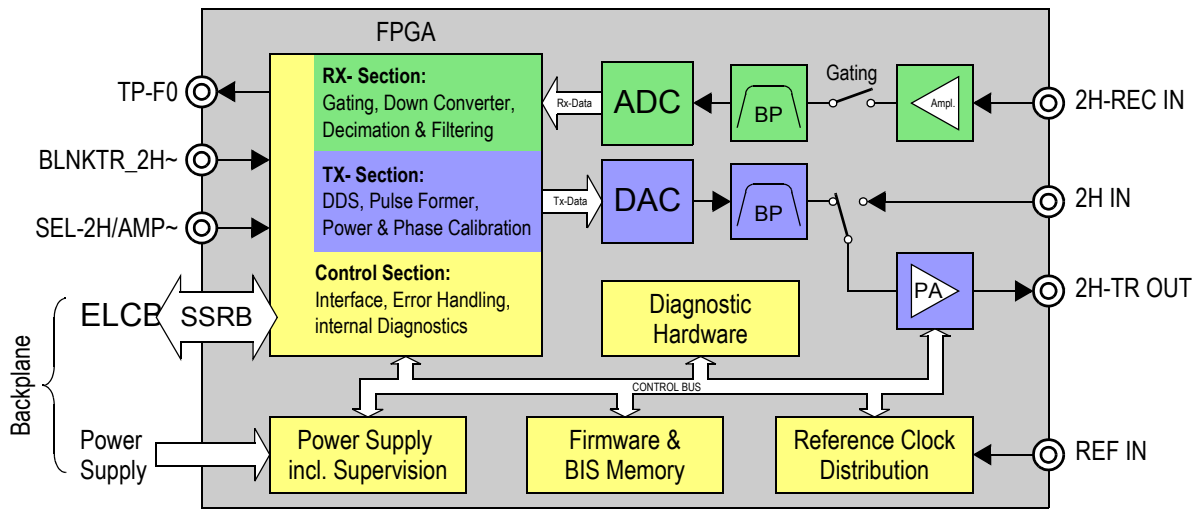 FPGA
TP-F0
BLNKTR_2H~
SEL-2H/AMP~
ELCB
SSRB
Backplane
Power
Supply
RX- Section:
Gating, Down Converter,
Decimation & Filtering
TX- Section:
DDS, Pulse Former,
Power & Phase Calibration
Control Section:
Interface, Error Handling,
internal Diagnostics
Rx-Data
ADC
BP
Gating
Ampl.
2H-REC IN
Tx-Data
DAC
BP
2H IN
PA
2H-TR OUT
Diagnostic
Hardware
CONTROL BUS
Power Supply
incl. Supervision
Firmware &
BIS Memory
Reference Clock
Distribution
REF IN